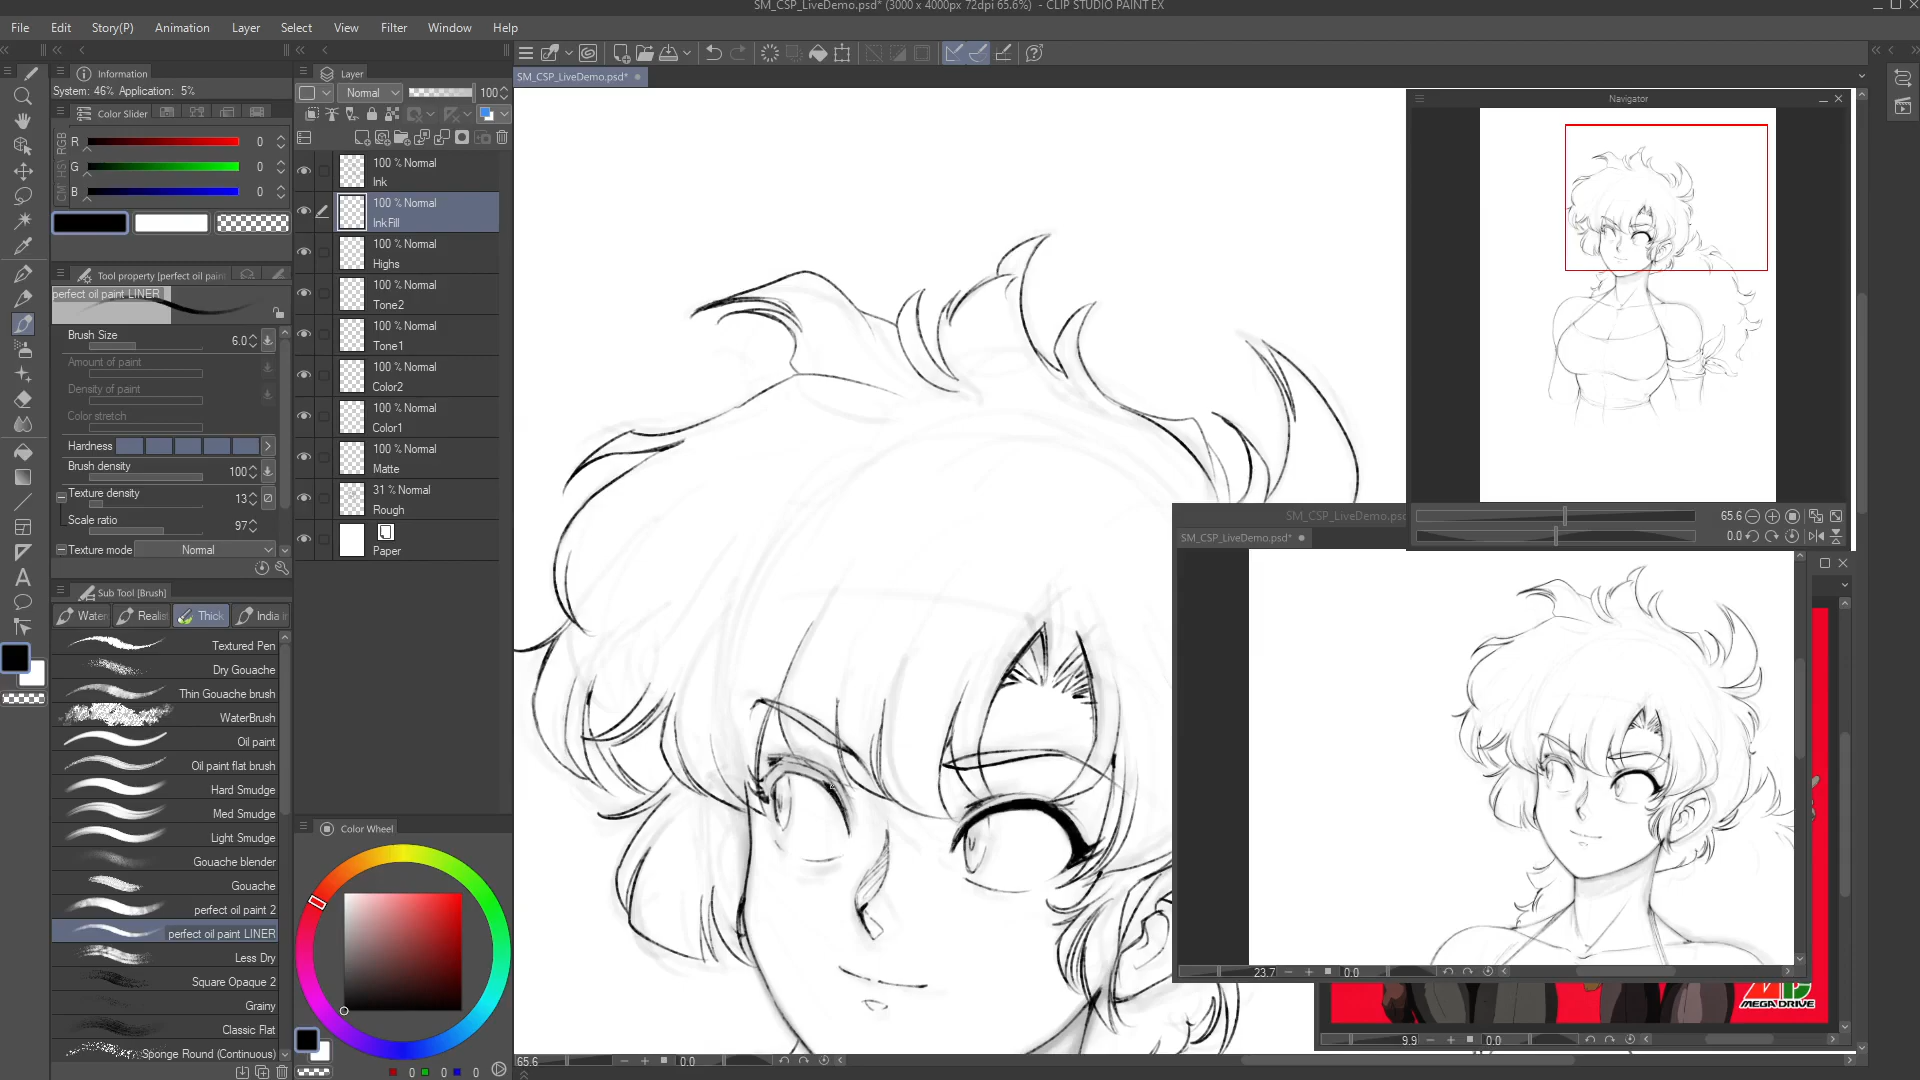 SM_CSP_LiveDemo.psd* (3000 x 4000px 72dpi 65.6%)  - CLIP STUDIO PAINT EX
File Edit Story(P) Animation Layer Select View Filter Window Help
SM_CSP_LiveDemo.psd*
Information
System: 46% Application: 5%
Color Slider
RGB
R 0
G 0
B 0
Tool property [perfect oil pain
perfect oil paint LINER
Brush Size 6.0
Amount of paint
Density of paint
Color stretch
Hardness
Brush density 100
Texture density 13
Scale ratio 97
Texture mode Normal
Sub Tool [Brush]
Water Realis Thick India i
Textured Pen
Dry Gouache
Thin Gouache brush
WaterBrush
Oil paint
Oil paint flat brush
Hard Smudge
Med Smudge
Light Smudge
Gouache blender
Gouache
perfect oil paint 2
perfect oil paint LINER
Less Dry
Square Opaque 2
Grainy
Classic Flat
Sponge Round (Continuous)
Layer
Normal 100
100 % Normal
Ink
100 % Normal
InkFill
100 % Normal
Highs
100 % Normal
Tone2
100 % Normal
Tone1
100 % Normal
Color2
100 % Normal
Color1
100 % Normal
Matte
31 % Normal
Rough
Paper
Color Wheel
0 0 0
65.6 0.0
Navigator
65.6
0.0
SM_CSP_LiveDemo.psd
SM_CSP_LiveDemo.psd*
23.7 0.0
MEGA DRIVE
9.9 0.0